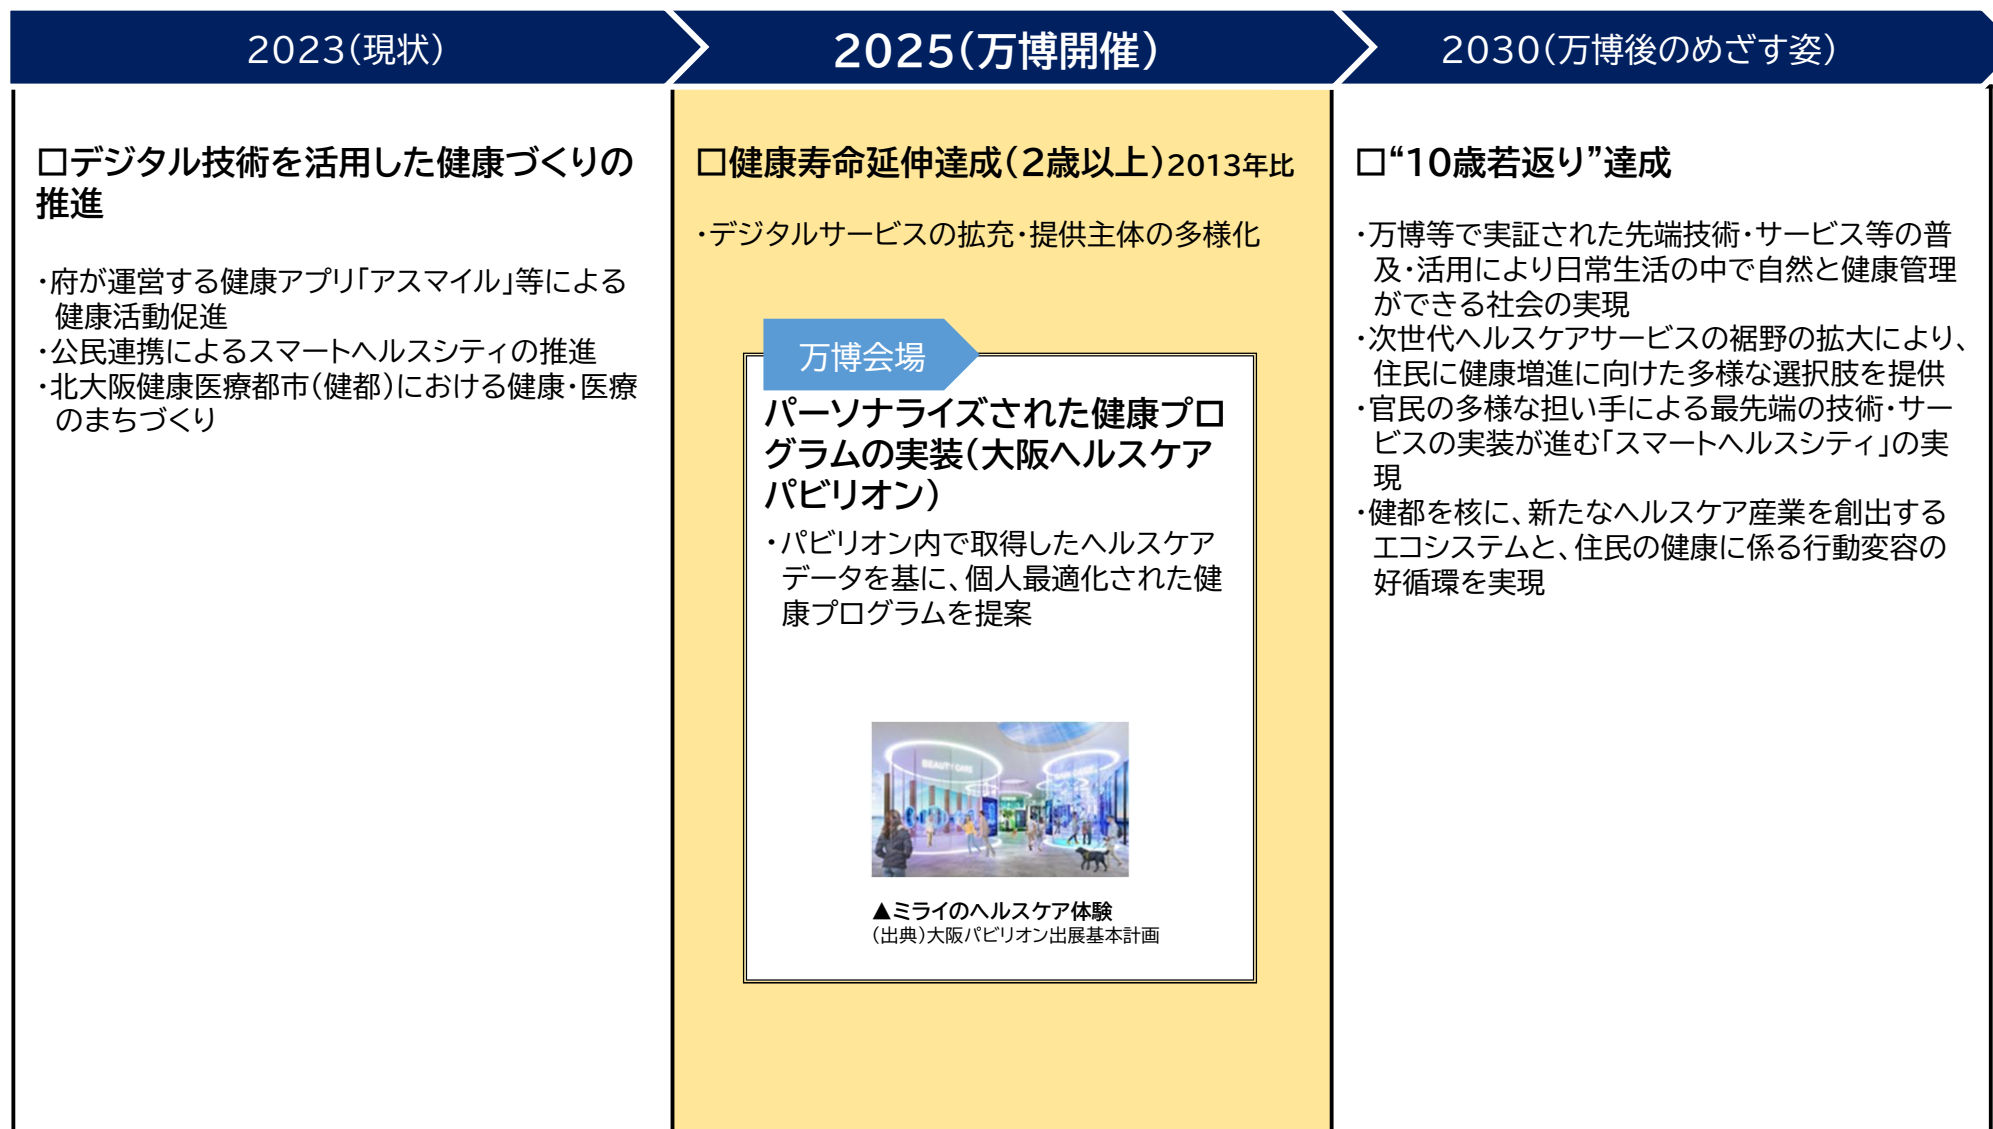 2023(現状)
2025(万博開催)
2030(万博後のめざす姿)
□デジタル技術を活用した健康づくりの
推進
・府が運営する健康アプリ「アスマイル」等による
健康活動促進
・公民連携によるスマートヘルスシティの推進
・北大阪健康医療都市(健都)における健康・医療
のまちづくり
□健康寿命延伸達成(2歳以上)2013年比
・デジタルサービスの拡充・提供主体の多様化
万博会場
パーソナライズされた健康プロ
グラムの実装(大阪ヘルスケア
パビリオン)
・パビリオン内で取得したヘルスケア
データを基に、個人最適化された健
康プログラムを提案
BEAUTY CARE
▲ミライのヘルスケア体験
(出典)大阪パビリオン出展基本計画
□“10歳若返り”達成
・万博等で実証された先端技術・サービス等の普
及・活用により日常生活の中で自然と健康管理
ができる社会の実現
・次世代ヘルスケアサービスの裾野の拡大により、
住民に健康増進に向けた多様な選択肢を提供
・官民の多様な担い手による最先端の技術・サー
ビスの実装が進む「スマートヘルスシティ」の実
現
・健都を核に、新たなヘルスケア産業を創出する
エコシステムと、住民の健康に係る行動変容の
好循環を実現